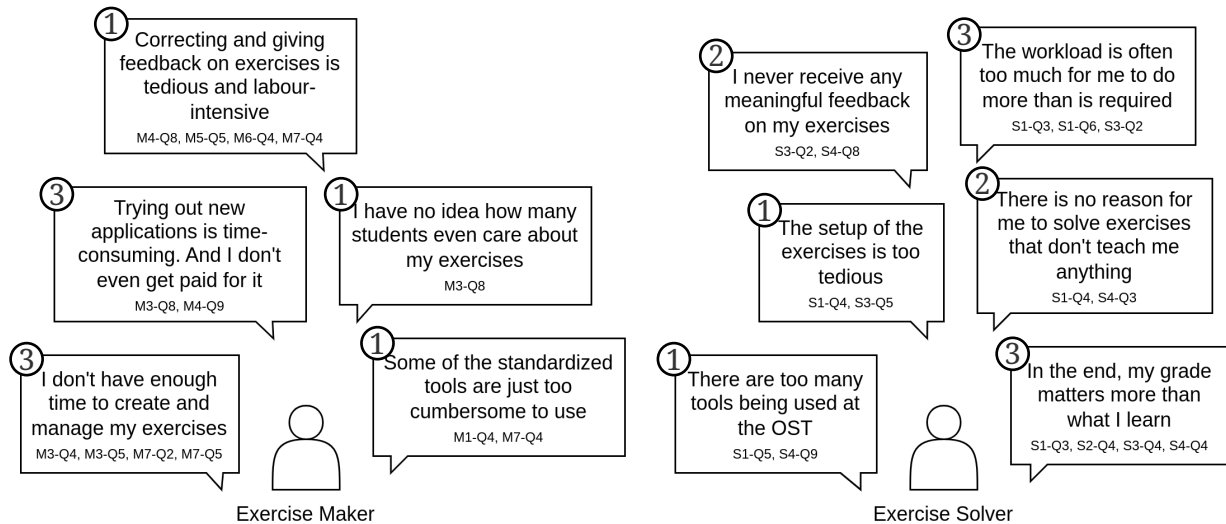 1
Correcting and giving
feedback on exercises is
tedious and labour-
intensive
M4-Q8, M5-Q5, M6-Q4, M7-Q4
3
Trying out new
applications is time-
consuming. And I don't
even get paid for it
M3-Q8, M4-Q9
1
I have no idea how many
students even care about
my exercises
M3-Q8
3
I don't have enough
time to create and
manage my exercises
M3-Q4, M3-Q5, M7-Q2, M7-Q5
1
Some of the standardized
tools are just too
cumbersome to use
M1-Q4, M7-Q4
Exercise Maker
2
I never receive any
meaningful feedback
on my exercises
S3-Q2, S4-Q8
3
The workload is often
too much for me to do
more than is required
S1-Q3, S1-Q6, S3-Q2
1
The setup of the
exercises is too
tedious
S1-Q4, S3-Q5
2
There is no reason for
me to solve exercises
that don't teach me
anything
S1-Q4, S4-Q3
1
There are too many
tools being used at
the OST
S1-Q5, S4-Q9
3
In the end, my grade
matters more than
what I learn
S1-Q3, S2-Q4, S3-Q4, S4-Q4
Exercise Solver